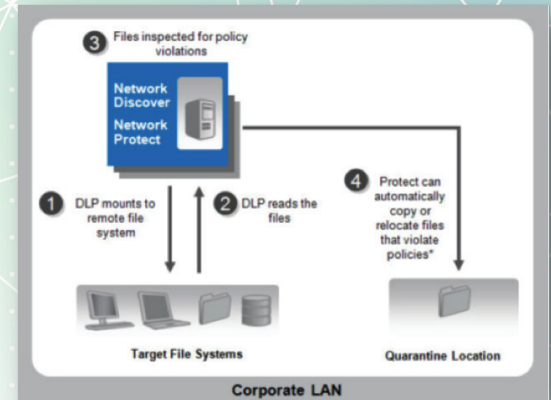 3
Files inspected for policy
violations
Network
Discover
Network
Protect
1
DLP mounts to
remote file
system
2
DLP reads the
files
4
Protect can
automatically
copy or
relocate files
that violate
policies*
Target File Systems
Quarantine Location
Corporate LAN